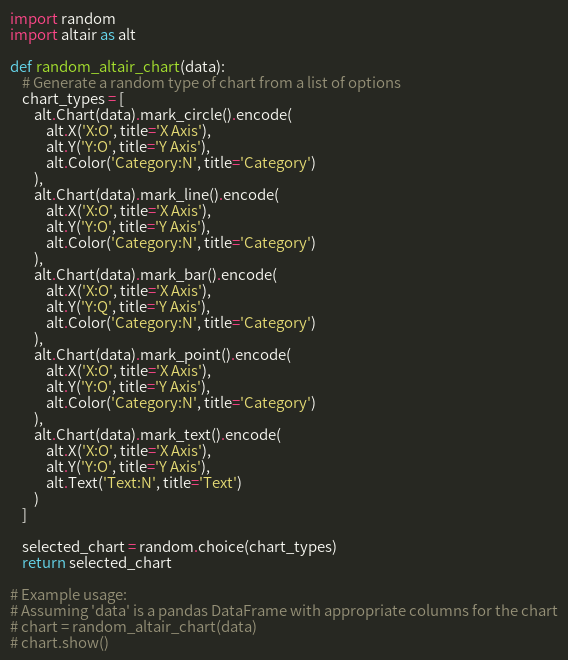 import random
import altair as alt

def random_altair_chart(data):
    # Generate a random type of chart from a list of options
    chart_types = [
        alt.Chart(data).mark_circle().encode(
            alt.X('X:O', title='X Axis'),
            alt.Y('Y:O', title='Y Axis'),
            alt.Color('Category:N', title='Category')
        ),
        alt.Chart(data).mark_line().encode(
            alt.X('X:O', title='X Axis'),
            alt.Y('Y:O', title='Y Axis'),
            alt.Color('Category:N', title='Category')
        ),
        alt.Chart(data).mark_bar().encode(
            alt.X('X:O', title='X Axis'),
            alt.Y('Y:Q', title='Y Axis'),
            alt.Color('Category:N', title='Category')
        ),
        alt.Chart(data).mark_point().encode(
            alt.X('X:O', title='X Axis'),
            alt.Y('Y:O', title='Y Axis'),
            alt.Color('Category:N', title='Category')
        ),
        alt.Chart(data).mark_text().encode(
            alt.X('X:O', title='X Axis'),
            alt.Y('Y:O', title='Y Axis'),
            alt.Text('Text:N', title='Text')
        )
    ]

    selected_chart = random.choice(chart_types)
    return selected_chart

# Example usage:
# Assuming 'data' is a pandas DataFrame with appropriate columns for the chart
# chart = random_altair_chart(data)
# chart.show()